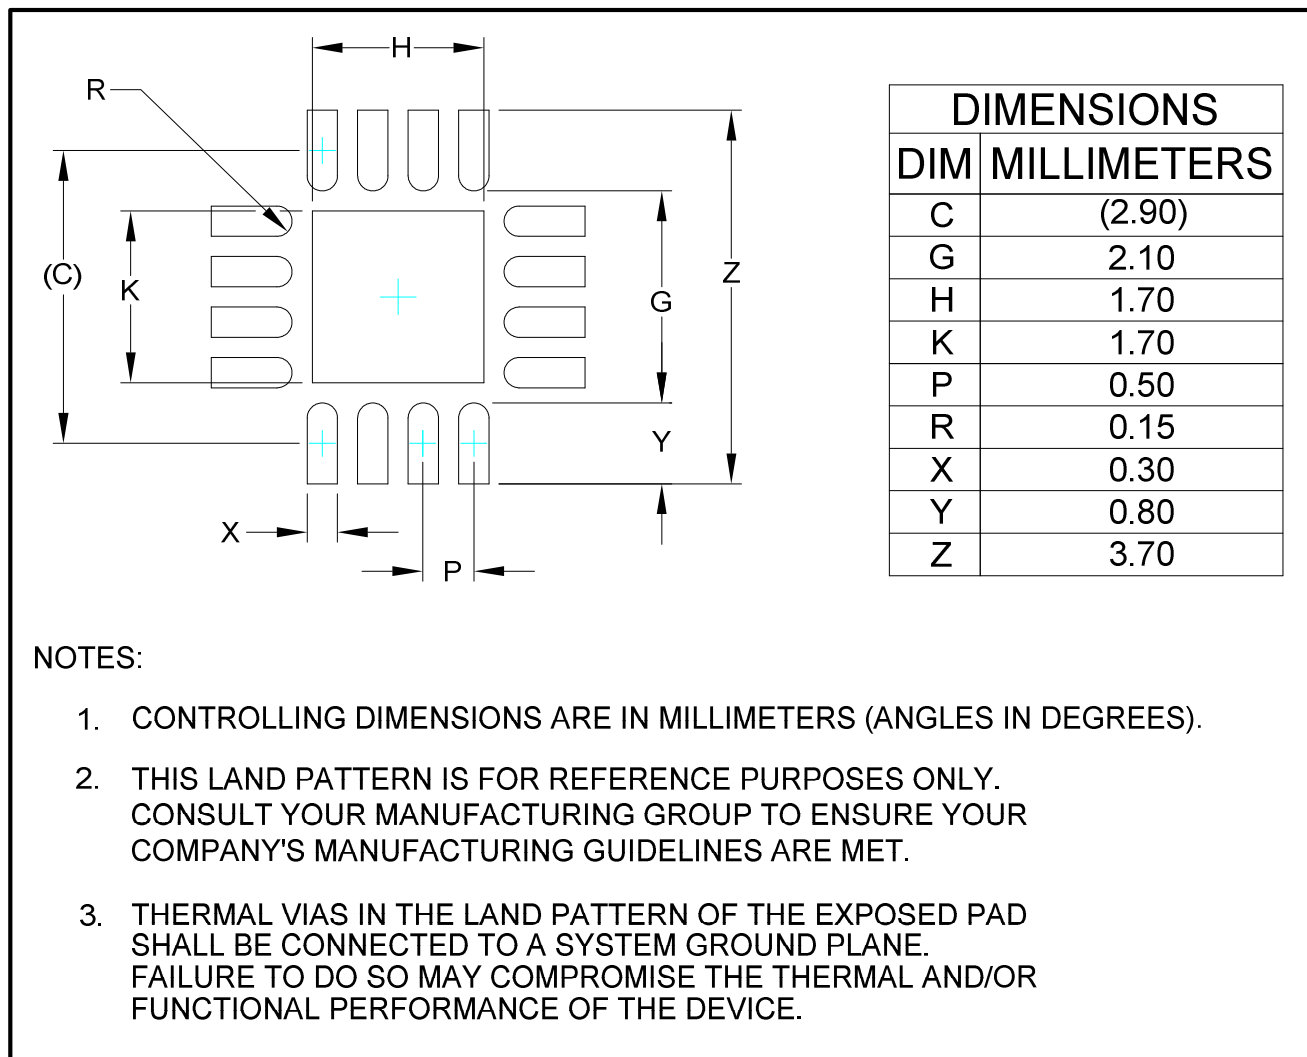 H
R
(C)
K
G
Z
Y
X
P
DIMENSIONS
DIM MILLIMETERS
C (2.90)
G 2.10
H 1.70
K 1.70
P 0.50
R 0.15
X 0.30
Y 0.80
Z 3.70
NOTES:
1. CONTROLLING DIMENSIONS ARE IN MILLIMETERS (ANGLES IN DEGREES).
2. THIS LAND PATTERN IS FOR REFERENCE PURPOSES ONLY.
CONSULT YOUR MANUFACTURING GROUP TO ENSURE YOUR
COMPANY'S MANUFACTURING GUIDELINES ARE MET.
3. THERMAL VIAS IN THE LAND PATTERN OF THE EXPOSED PAD
SHALL BE CONNECTED TO A SYSTEM GROUND PLANE.
FAILURE TO DO SO MAY COMPROMISE THE THERMAL AND/OR
FUNCTIONAL PERFORMANCE OF THE DEVICE.